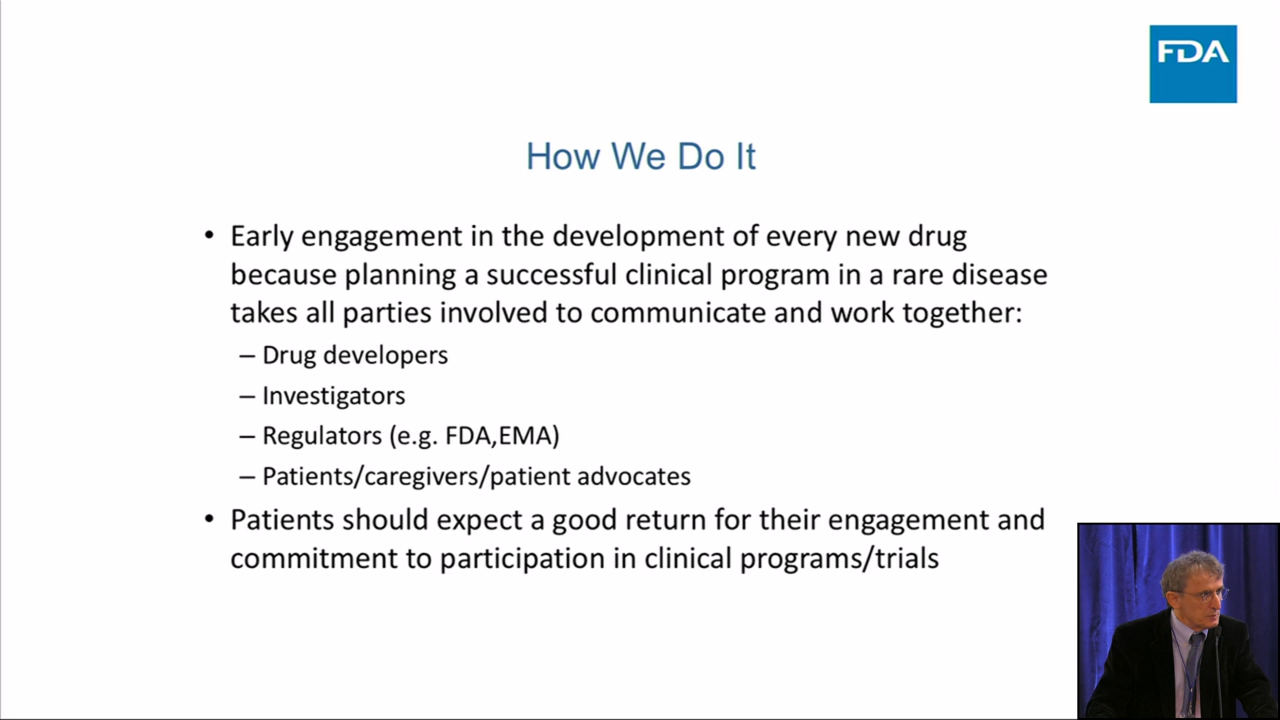 FDA
How We Do It
• Early engagement in the development of every new drug
because planning a successful clinical program in a rare disease
takes all parties involved to communicate and work together:
– Drug developers
– Investigators
– Regulators (e.g. FDA,EMA)
– Patients/caregivers/patient advocates
• Patients should expect a good return for their engagement and
commitment to participation in clinical programs/trials